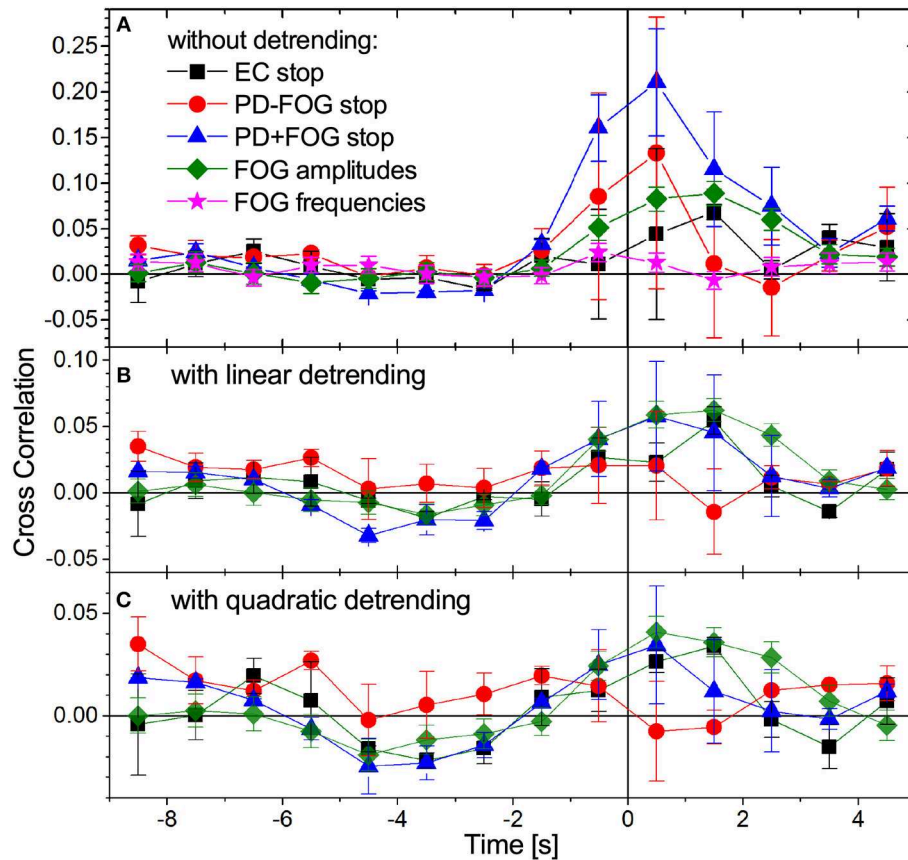 A
without detrending:
EC stop
PD-FOG stop
PD+FOG stop
FOG amplitudes
FOG frequencies
0.25
0.20
0.15
0.10
0.05
0.00
-0.05
B with linear detrending
0.10
0.05
0.00
-0.05
C with quadratic detrending
0.05
0.00
Cross Correlation
-8 -6 -4 -2 0 2 4
Time [s]